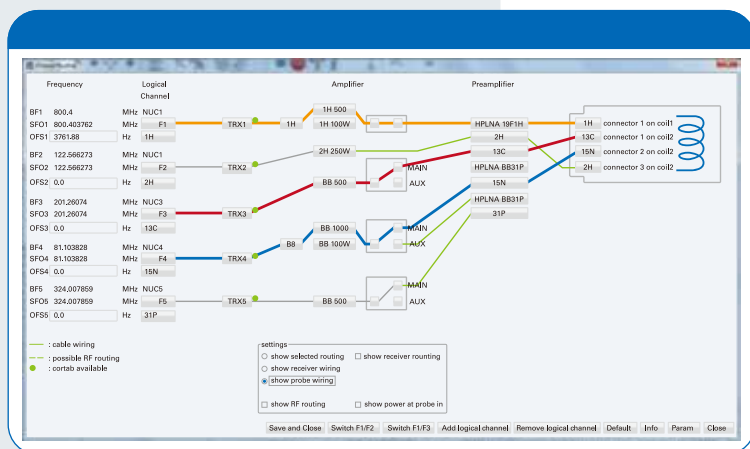 Frequency Logical Channel Amplifier Preamplifier
BF1 800.4 MHz NUC1
SFO1 800.403762 MHz F1 TRX1 1H 1H 500 1H 100W HPLNA 19F1H 1H connector 1 on coil1
OFS1 3761.88 Hz 1H 2H 13C connector 1 on coil2
BF2 122.566273 MHz NUC1 2H 250W 13C 15N connector 2 on coil2
SFO2 122.566273 MHz F2 TRX2 MAIN HPLNA BB31P 2H connector 3 on coil2
OFS2 0.0 Hz 2H BB 500 AUX 15N
BF3 201,26074 MHz NUC3 HPLNA BB31P
SFO3 201.26074 MHz F3 TRX3 31P
OFS3 0.0 Hz 13C BB 1000 MAIN
BF4 81.103828 MHz NUC4 B8 BB 100W AUX
SFO4 81.103828 MHz F4 TRX4
OFS4 0.0 Hz 15N
BF5 324,007859 MHz NUC5 MAIN
SFO5 324,007859 MHz F5 TRX5 BB 500 AUX
OFS5 0,0 Hz 31P
: cable wiring
: possible RF routing
: cortab available
settings
show selected routing show receiver rounting
show receiver wiring
show probe wiring
show RF routing show power at probe in
Save and Close Switch F1/F2 Switch F1/F3 Add logical channel Remove logical channel Default Info Param Close